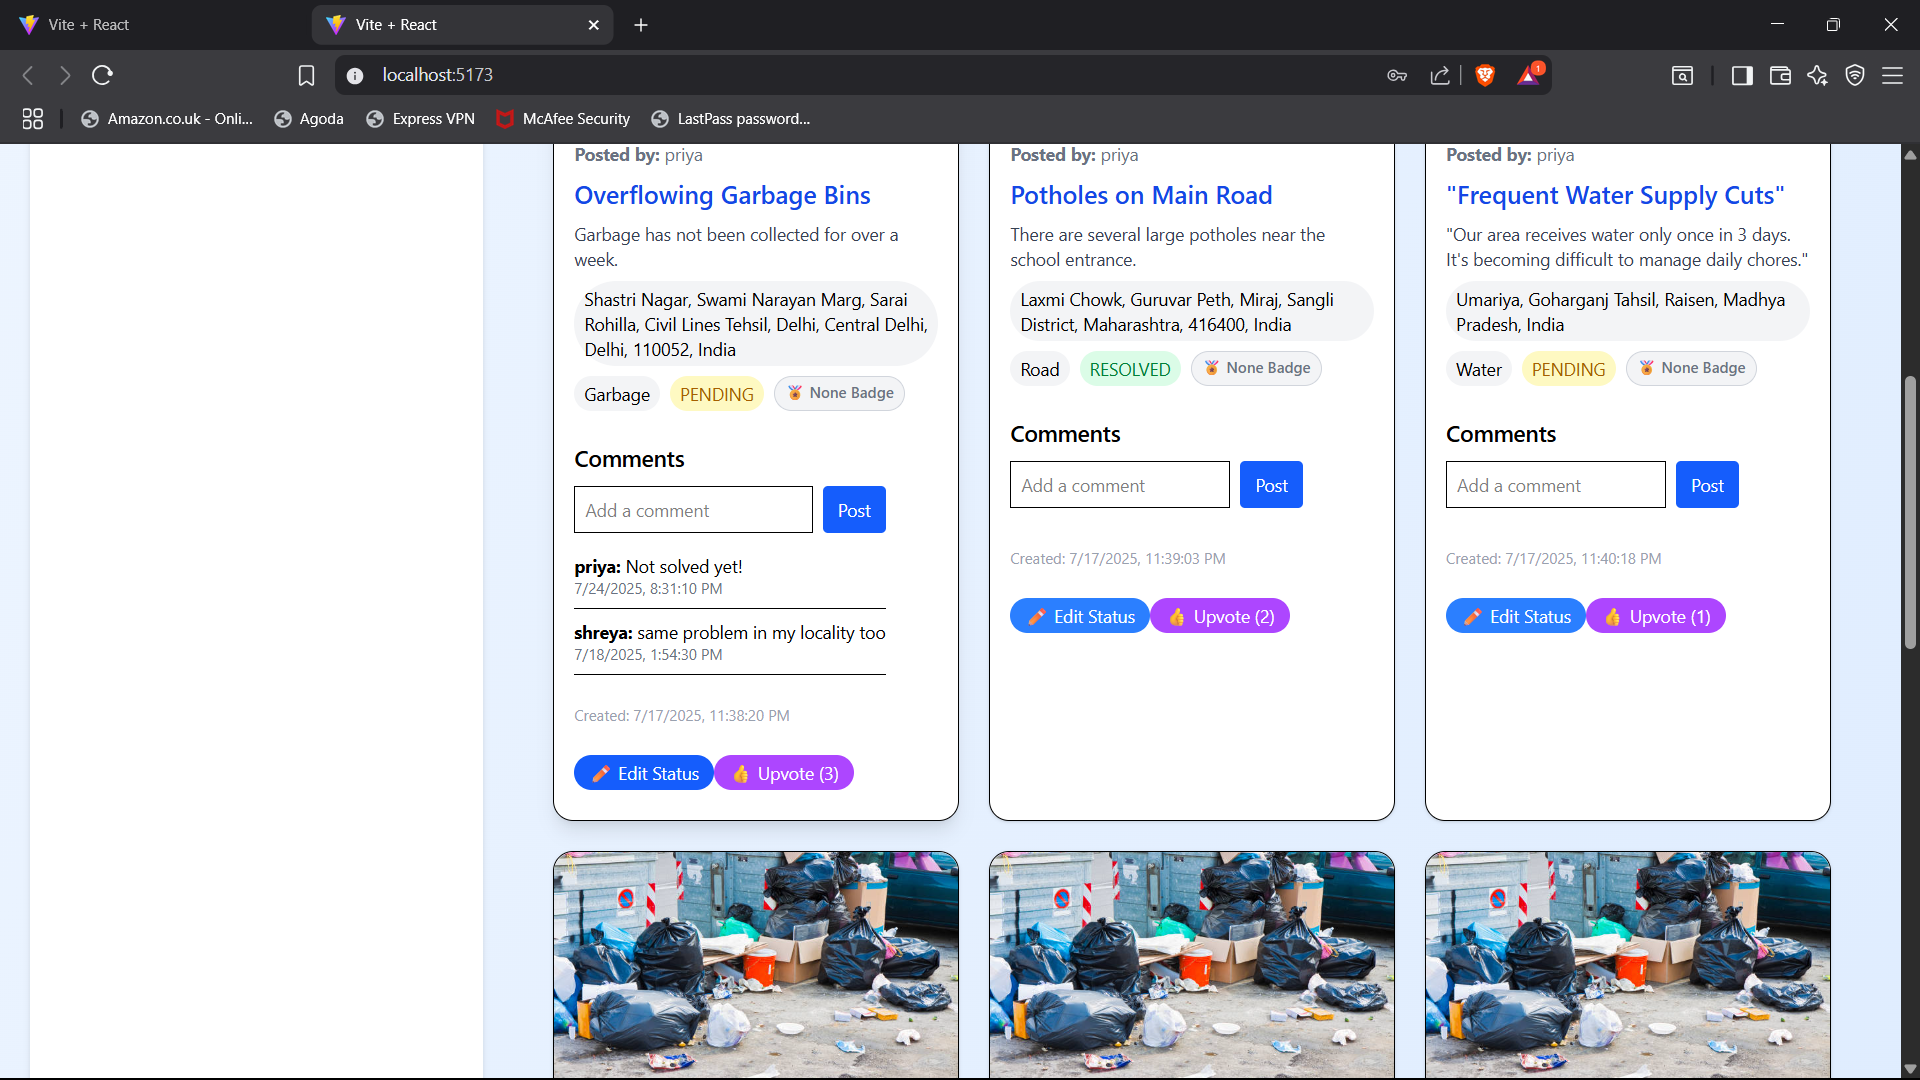 Vite + React
Vite + React
localhost:5173
1
Amazon.co.uk - Onli...
Agoda
Express VPN
McAfee Security
LastPass password...
Posted by: priya
Overflowing Garbage Bins
Garbage has not been collected for over a
week.
Shastri Nagar, Swami Narayan Marg, Sarai
Rohilla, Civil Lines Tehsil, Delhi, Central Delhi,
Delhi, 110052, India
Garbage
PENDING
None Badge
Comments
Add a comment
Post
priya: Not solved yet!
7/24/2025, 8:31:10 PM
shreya: same problem in my locality too
7/18/2025, 1:54:30 PM
Created: 7/17/2025, 11:38:20 PM
Edit Status
Upvote (3)
Posted by: priya
Potholes on Main Road
There are several large potholes near the
school entrance.
Laxmi Chowk, Guruvar Peth, Miraj, Sangli
District, Maharashtra, 416400, India
Road
RESOLVED
None Badge
Comments
Add a comment
Post
Created: 7/17/2025, 11:39:03 PM
Edit Status
Upvote (2)
Posted by: priya
"Frequent Water Supply Cuts"
"Our area receives water only once in 3 days.
It's becoming difficult to manage daily chores."
Umariya, Goharganj Tahsil, Raisen, Madhya
Pradesh, India
Water
PENDING
None Badge
Comments
Add a comment
Post
Created: 7/17/2025, 11:40:18 PM
Edit Status
Upvote (1)